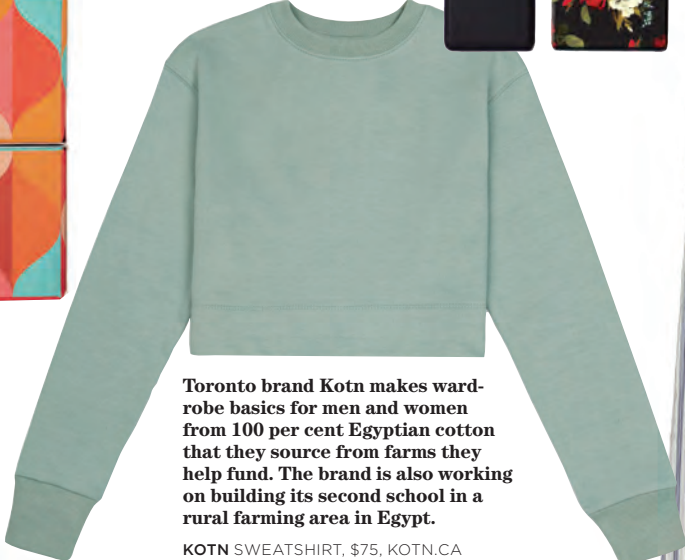 Toronto brand Kotn makes ward-
robe basics for men and women
from 100 per cent Egyptian cotton
that they source from farms they
help fund. The brand is also working
on building its second school in a
rural farming area in Egypt.
KOTN SWEATSHIRT, $75, KOTN.CA